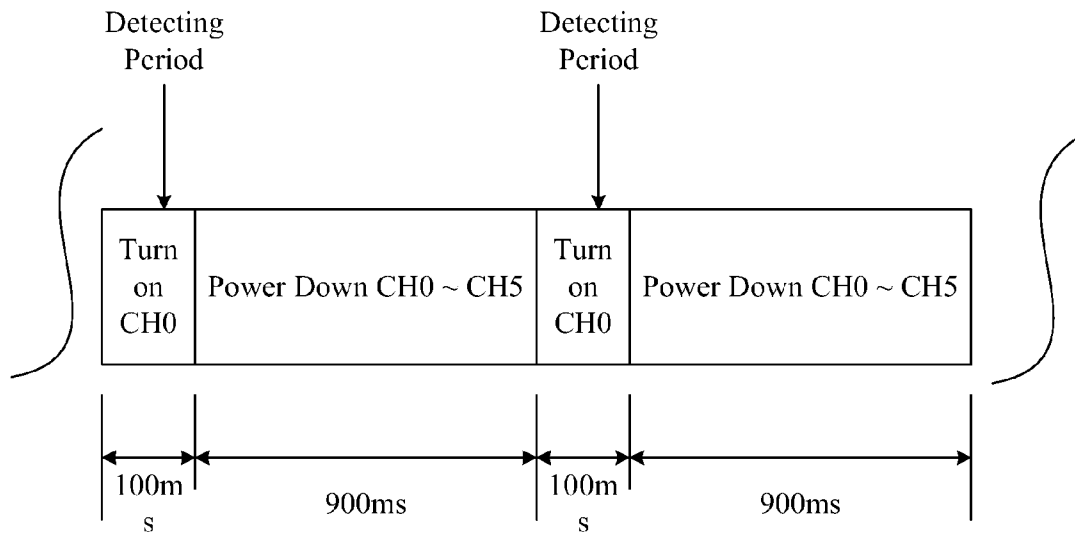 Detecting
Period
Detecting
Period
Turn
on
CH0
Power Down CH0 ~ CH5
Turn
on
CH0
Power Down CH0 ~ CH5
100m
s
900ms
100m
s
900ms